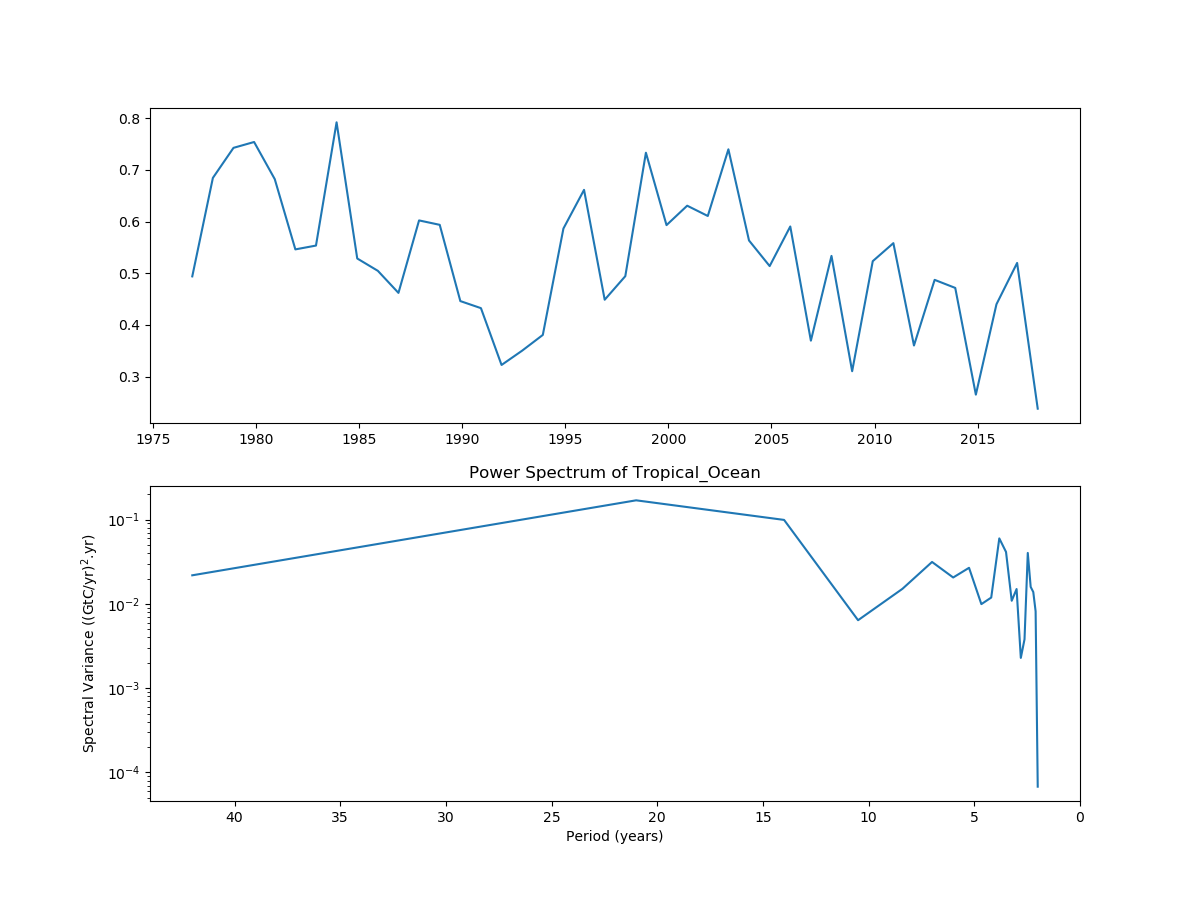 0.8
0.7
0.6
0.5
0.4
0.3
1975 1980 1985 1990 1995 2000 2005 2010 2015
Power Spectrum of Tropical_Ocean
Spectral Variance ((GtC/yr)².yr)
10⁻¹
10⁻²
10⁻³
10⁻⁴
40 35 30 25 20 15 10 5 0
Period (years)